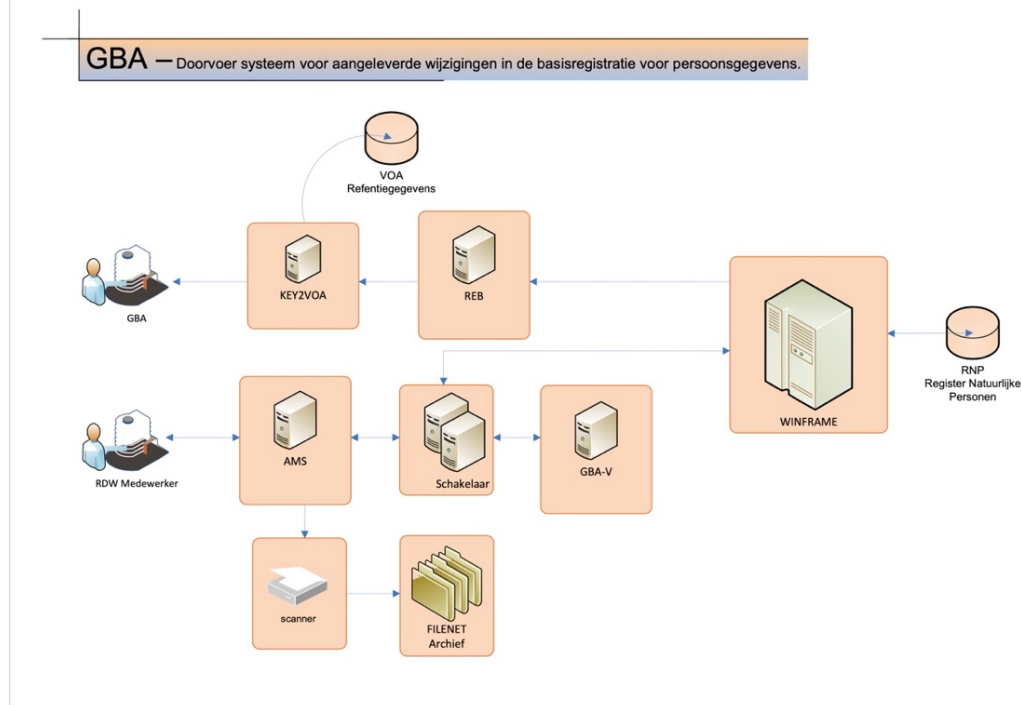 GBA – Doorvoer systeem voor aangeleverde wijzigingen in de basisregistratie voor persoonsgegevens.
VOA
Refentiegegevens
GBA
KEY2VOA
REB
WINFRAME
RNP
Register Natuurlijke
Personen
RDW Medewerker
AMS
Schakelaar
GBA-V
scanner
FILENET
Archief